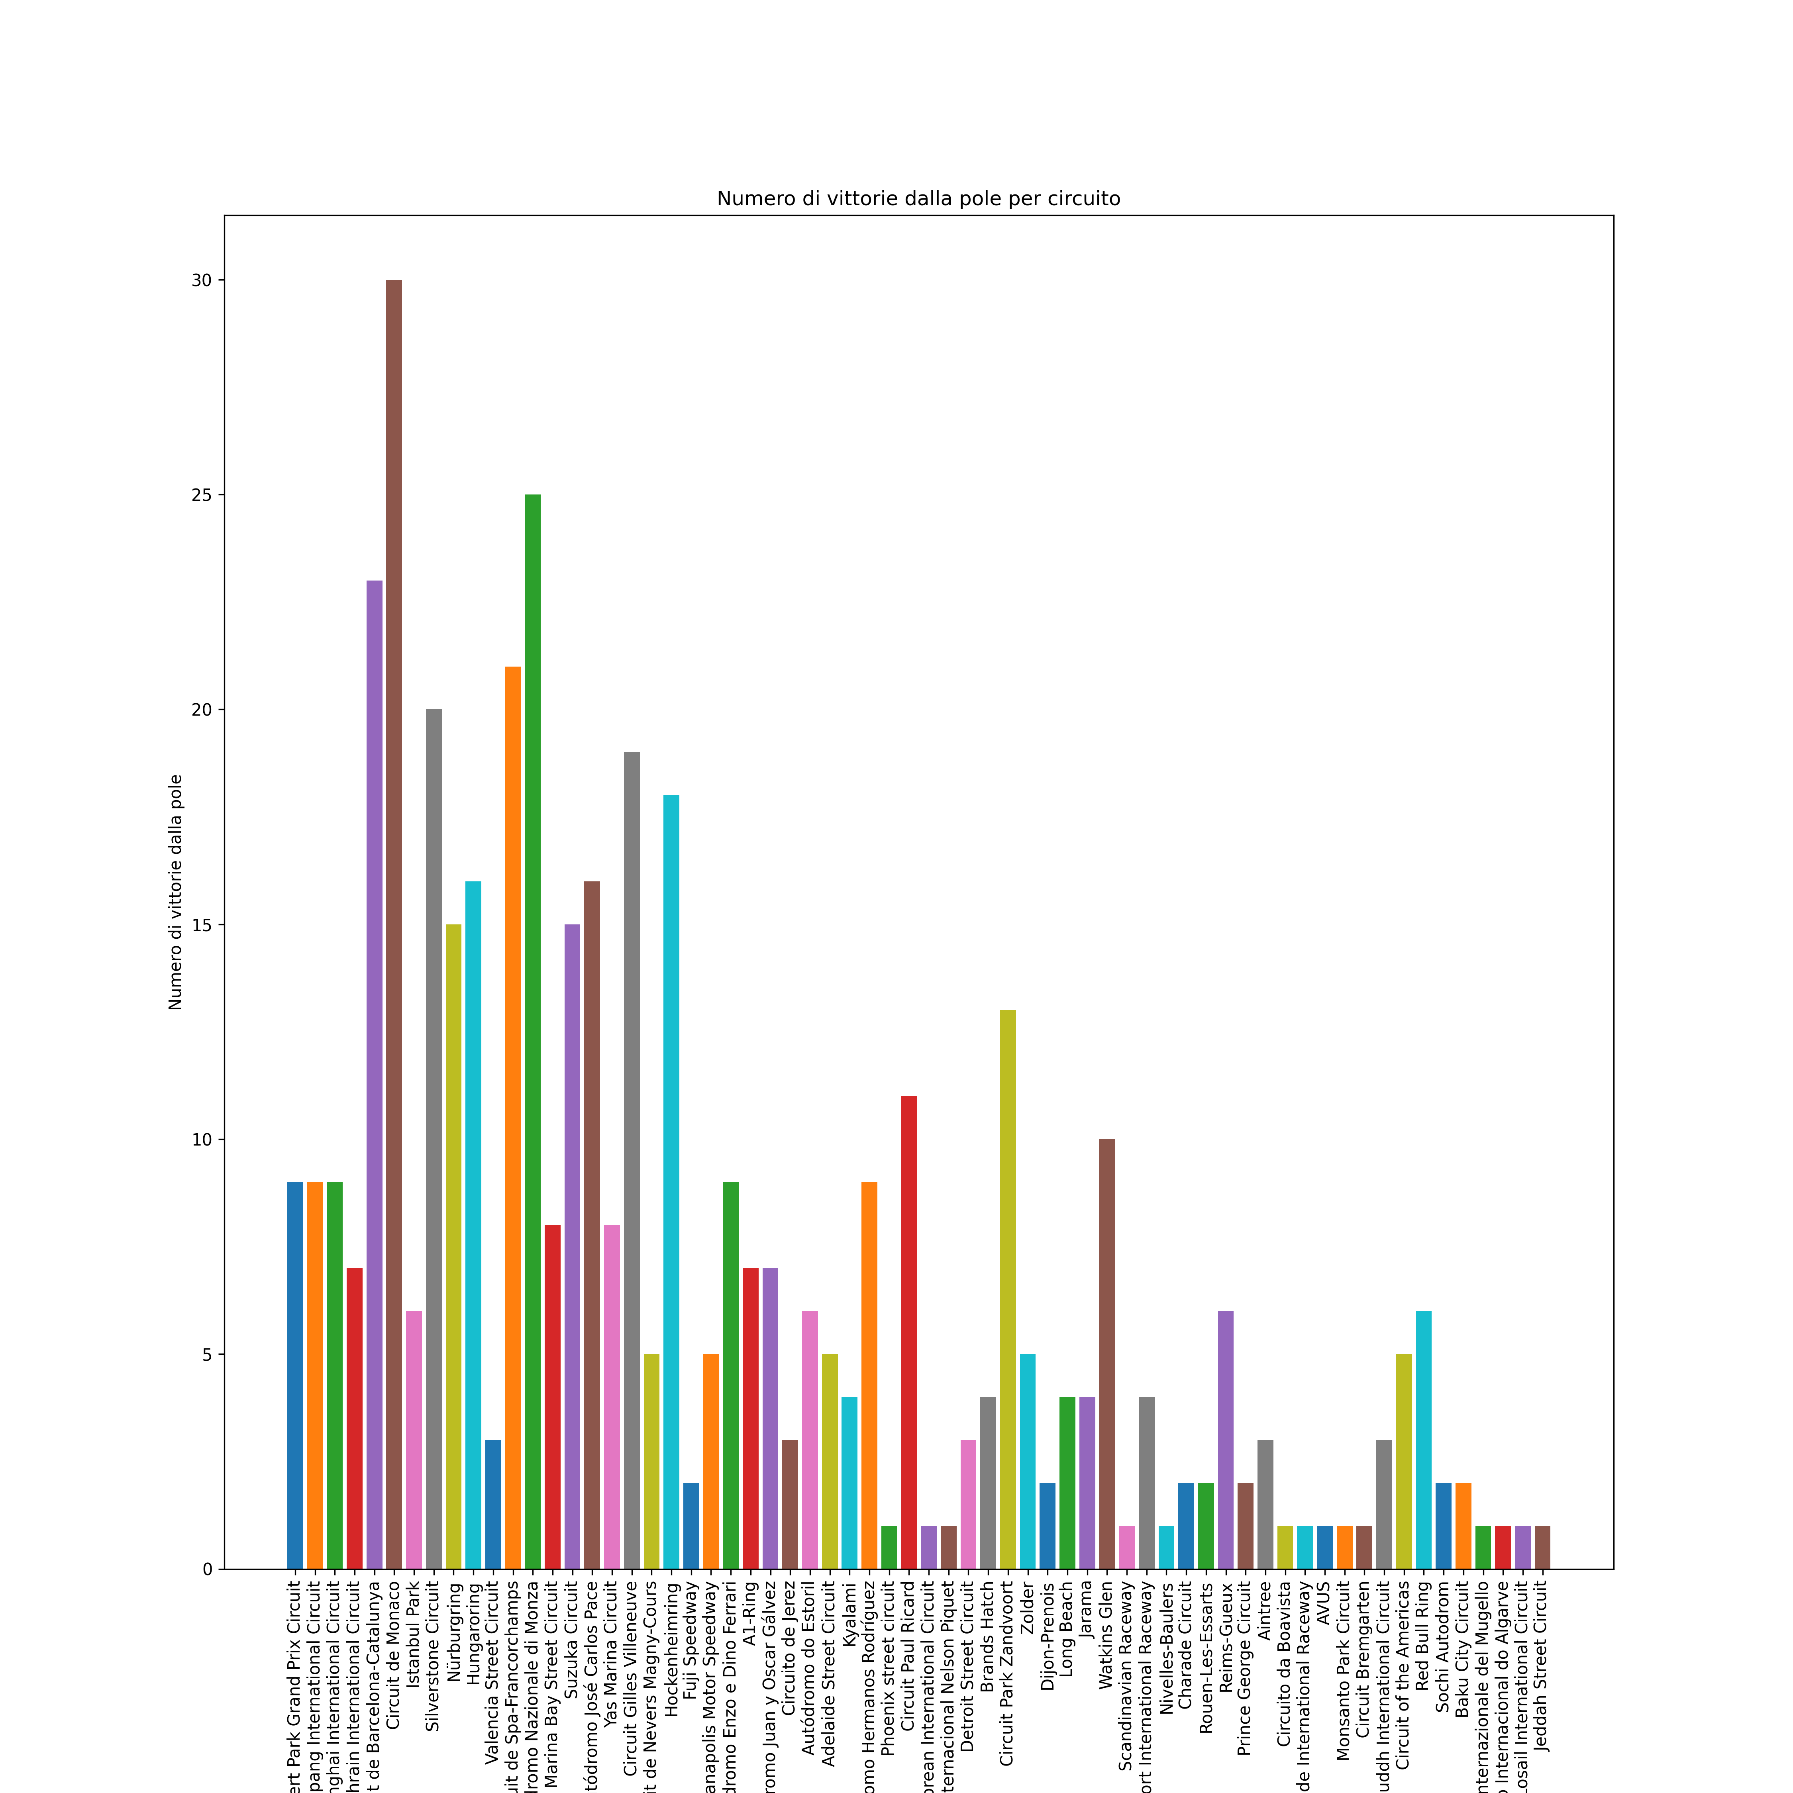 Numero di vittorie dalla pole per circuito
Numero di vittorie dalla pole
30
25
20
15
10
5
0
ert Park Grand Prix Circuit
pang International Circuit
nghai International Circuit
hrain International Circuit
t de Barcelona-Catalunya
Circuit de Monaco
Istanbul Park
Silverstone Circuit
Nürburgring
Hungaroring
Valencia Street Circuit
uit de Spa-Francorchamps
dromo Nazionale di Monza
Marina Bay Street Circuit
Suzuka Circuit
tódromo José Carlos Pace
Yas Marina Circuit
Circuit Gilles Villeneuve
it de Nevers Magny-Cours
Hockenheimring
Fuji Speedway
anapolis Motor Speedway
dromo Enzo e Dino Ferrari
A1-Ring
romo Juan y Oscar Gálvez
Circuito de Jerez
Autódromo do Estoril
Adelaide Street Circuit
Kyalami
omo Hermanos Rodríguez
Phoenix street circuit
Circuit Paul Ricard
orean International Circuit
ternacional Nelson Piquet
Detroit Street Circuit
Brands Hatch
Circuit Park Zandvoort
Zolder
Dijon-Prenois
Long Beach
Jarama
Watkins Glen
Scandinavian Raceway
ort International Raceway
Nivelles-Baulers
Charade Circuit
Rouen-Les-Essarts
Reims-Gueux
Prince George Circuit
Aintree
Circuito da Boavista
de International Raceway
AVUS
Monsanto Park Circuit
Circuit Bremgarten
uddh International Circuit
Circuit of the Americas
Red Bull Ring
Sochi Autodrom
Baku City Circuit
nternazionale del Mugello
o Internacional do Algarve
Losail International Circuit
Jeddah Street Circuit